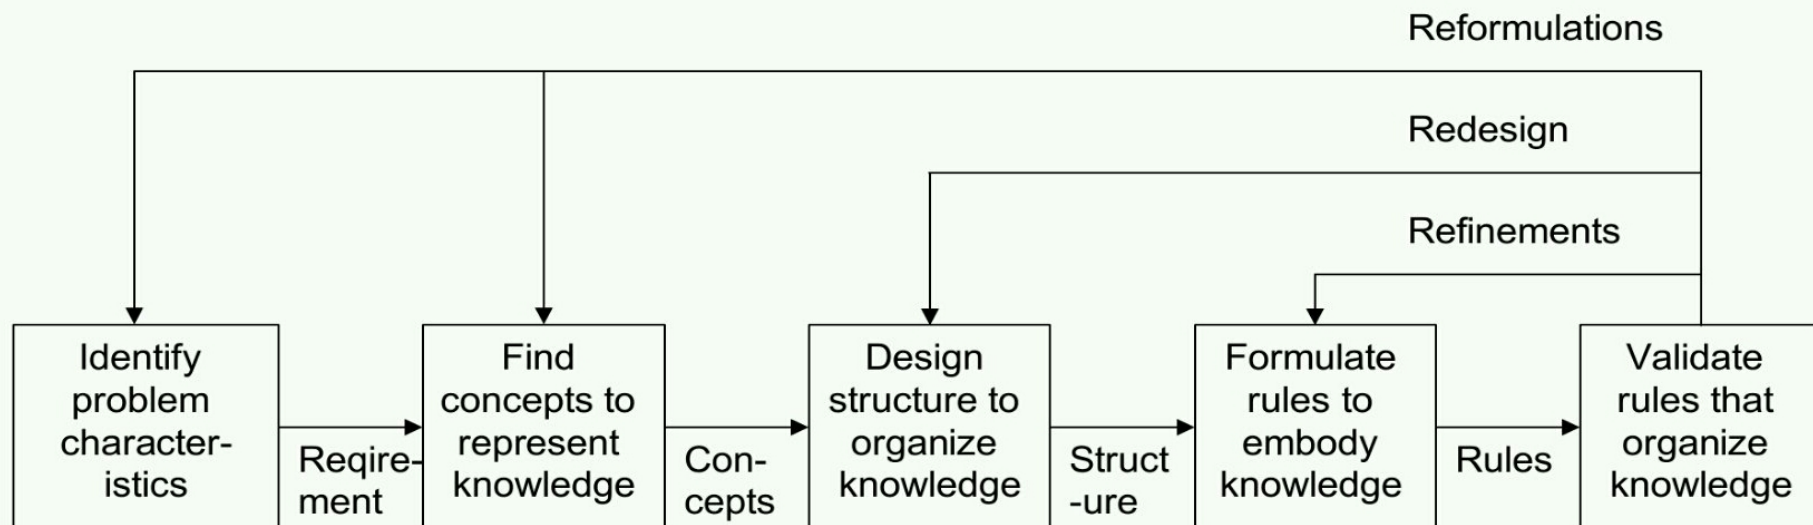 Reformulations
Redesign
Refinements
Identify
problem
character-
istics
Reqire-
ment
Find
concepts to
represent
knowledge
Con-
cepts
Design
structure to
organize
knowledge
Struct
-ure
Formulate
rules to
embody
knowledge
Rules
Validate
rules that
organize
knowledge